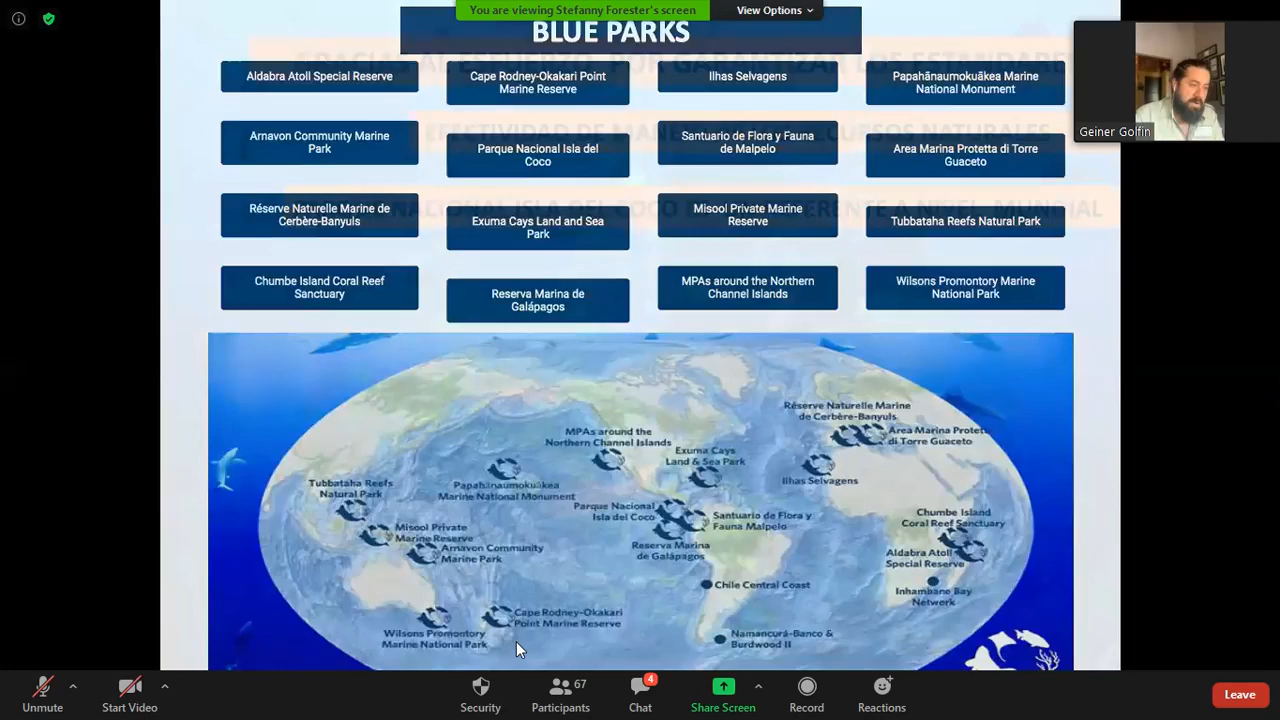 You are viewing Stefanny Forester's screen
View Options
BLUE PARKS
Aldabra Atoll Special Reserve
Cape Rodney-Okakari Point
Marine Reserve
Ilhas Selvagens
Papahānaumokuākea Marine
National Monument
Arnavon Community Marine
Park
Parque Nacional Isla del
Coco
Santuario de Flora y Fauna
de Malpelo
Area Marina Protetta di Torre
Guaceto
Réserve Naturelle Marine de
Cerbère-Banyuls
Exuma Cays Land and Sea
Park
Misool Private Marine
Reserve
Tubbataha Reefs Natural Park
Chumbe Island Coral Reef
Sanctuary
Reserva Marina de
Galápagos
MPAs around the Northern
Channel Islands
Wilsons Promontory Marine
National Park
Geiner Golfin
Réserve Naturelle Marine
de Cerbère-Banyuls
Area Marina Protett
di Torre Guaceto
MPAs around the
Northern Channel Islands
Exuma Cays
Land & Sea Park
Ilhas Selvagens
Papahānaumokuākea
Marine National Monument
Tubbataha Reefs
Natural Park
Parque Nacional
Isla del Coco
Santuario de Flora y
Fauna Malpelo
Chumbe Island
Coral Reef Sanctuary
Misool Private
Marine Reserve
Arnavon Community
Marine Park
Reserva Marina
de Galápagos
Aldabra Atoll
Special Reserve
Chile Central Coast
Inhambane Bay
Network
Cape Rodney-Okakari
Point Marine Reserve
Wilsons Promontory
Marine National Park
Namancurá-Banco &
Burdwood II
Unmute
Start Video
Security
67
Participants
4
Chat
Share Screen
Record
Reactions
Leave